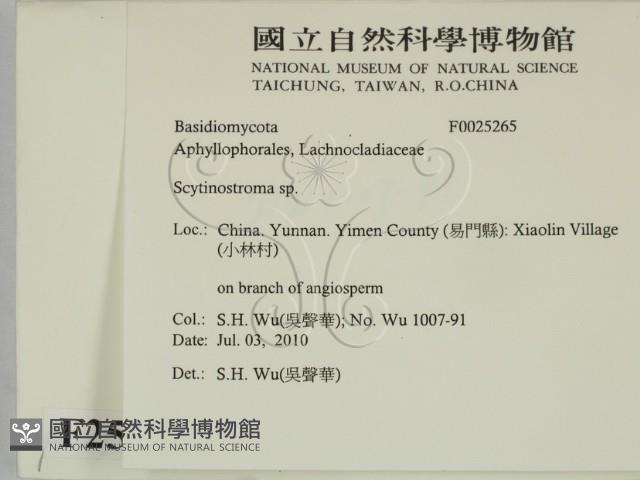 國立自然科學博物館
NATIONAL MUSEUM OF NATURAL SCIENCE
TAICHUNG, TAIWAN, R.O.CHINA
Basidiomycota F0025265
Aphyllophorales, Lachnocladiaceae
Scytinostroma sp.
Loc.: China. Yunnan. Yimen County (易門縣): Xiaolin Village
(小林村)
on branch of angiosperm
Col.: S.H. Wu(吳聲華); No. Wu 1007-91
Date: Jul. 03, 2010
Det.: S.H. Wu(吳聲華)
國立自然科學博物館
NATIONAL MUSEUM OF NATURAL SCIENCE